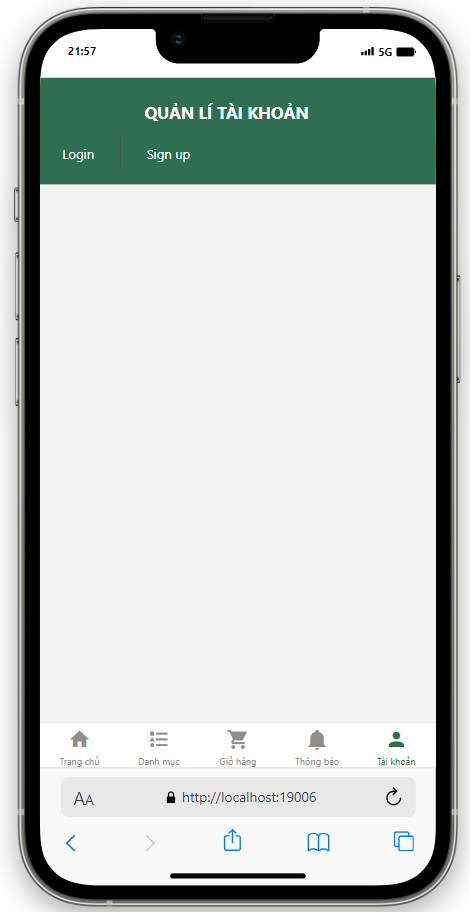 21:57 5G
QUẢN LÍ TÀI KHOẢN
Login Sign up
Trang chủ Danh mục Giỏ hàng Thông báo Tài khoản
AA http://localhost:19006